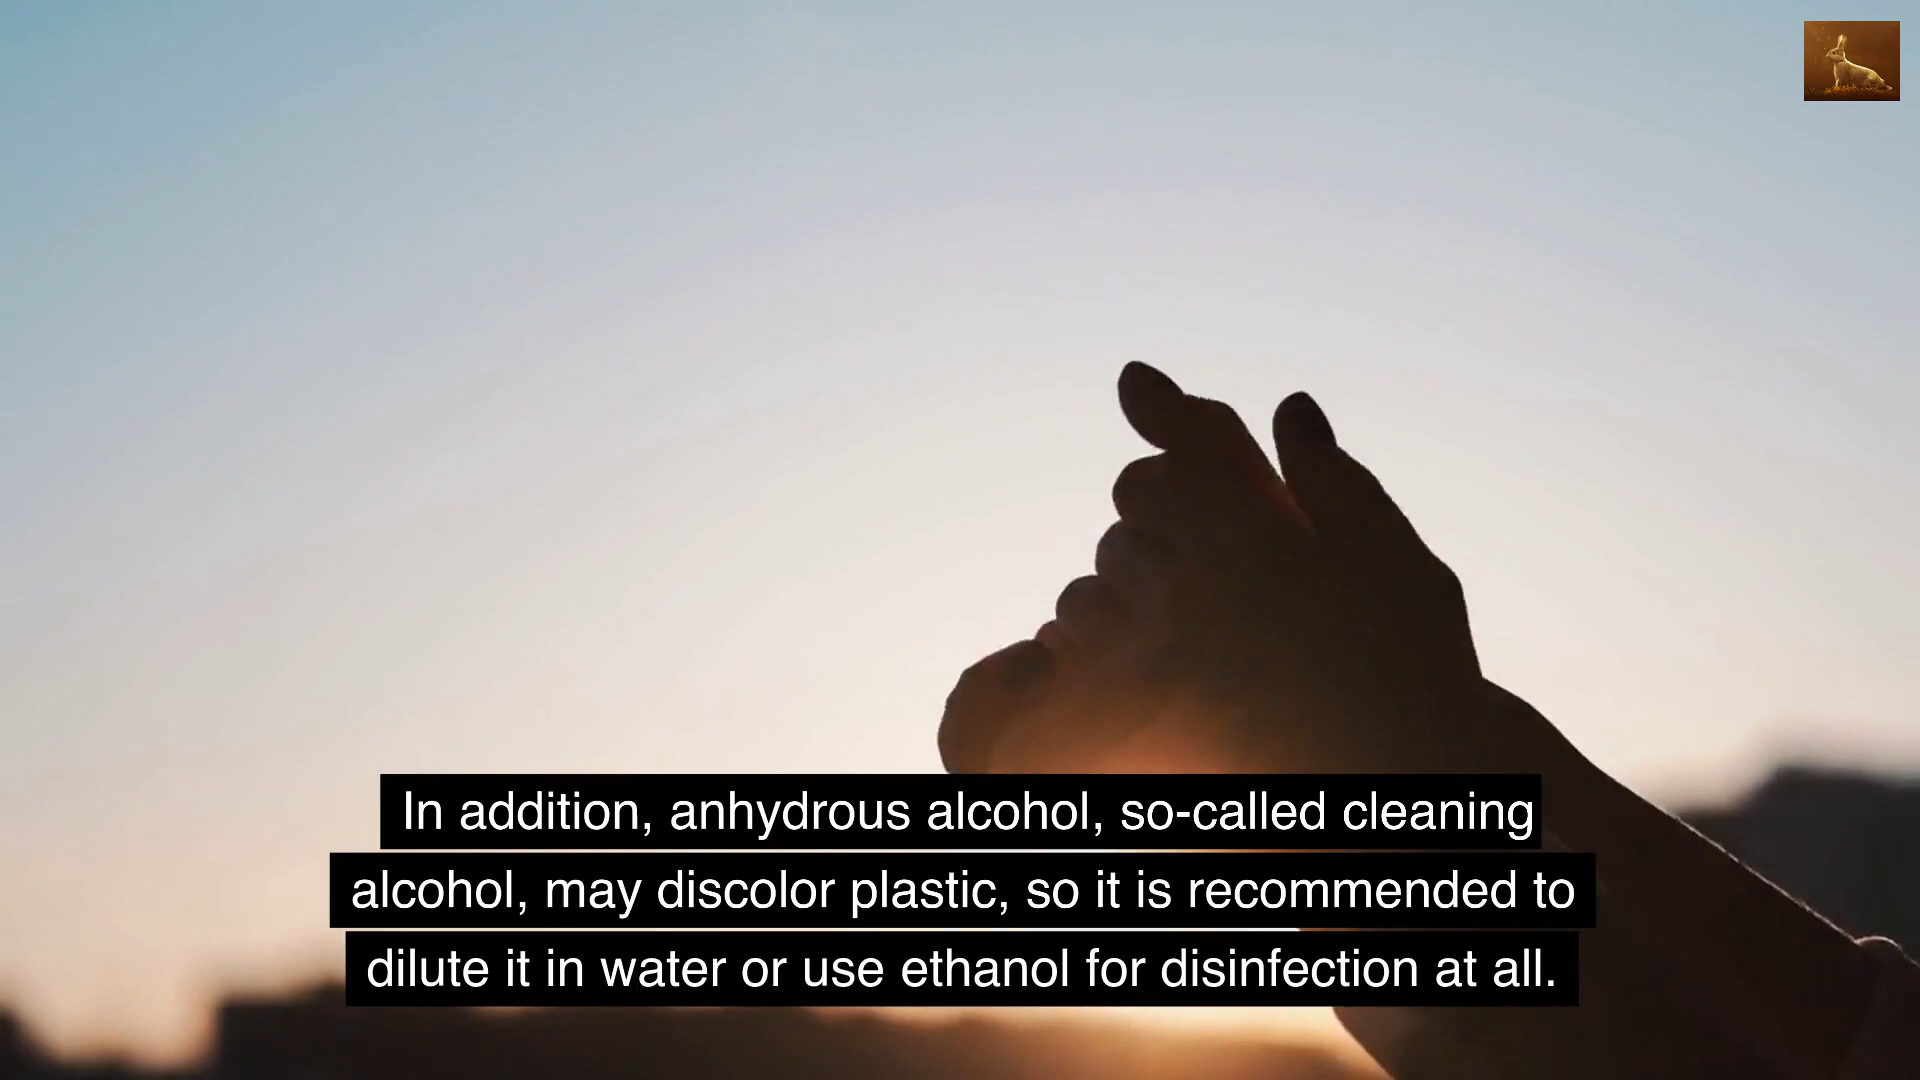 In addition, anhydrous alcohol, so-called cleaning
alcohol, may discolor plastic, so it is recommended to
dilute it in water or use ethanol for disinfection at all.